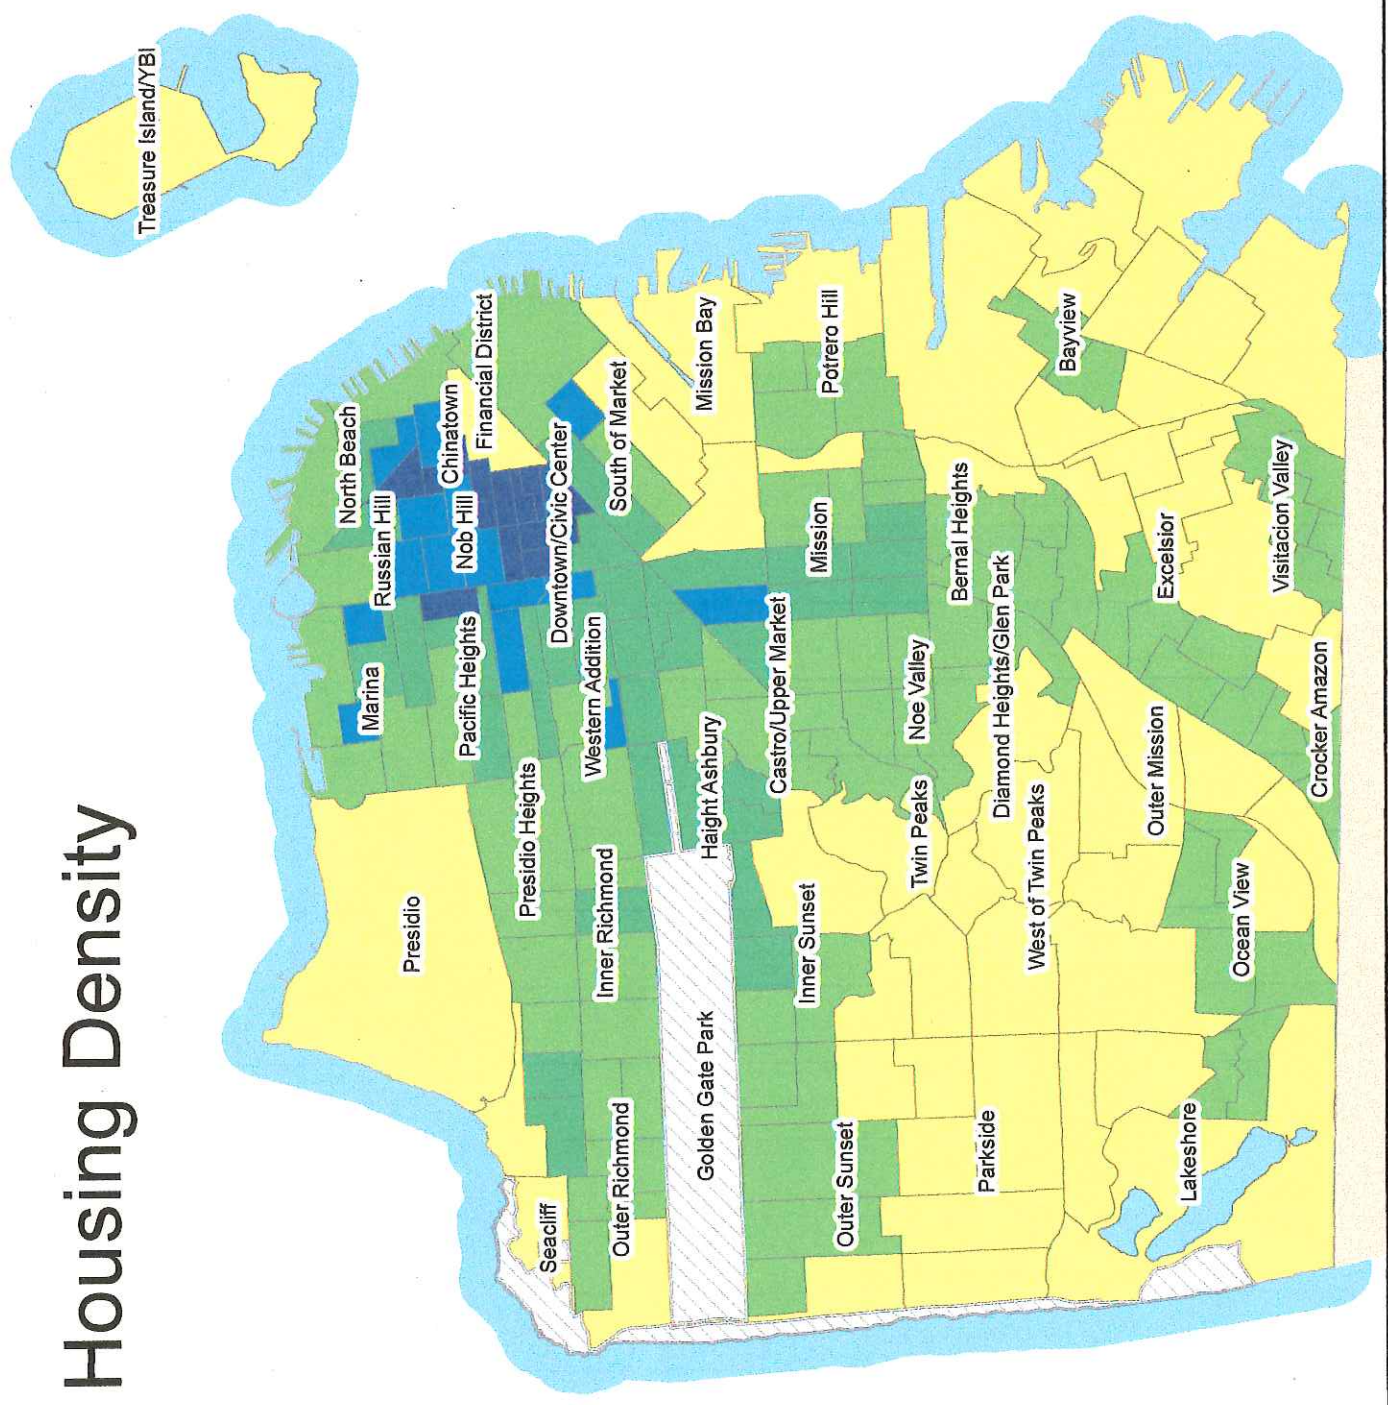 Housing Density
Treasure Island/YBI
North Beach
Russian Hill
Marina
Chinatown
Financial District
Nob Hill
Pacific Heights
Presidio
Downtown/Civic Center
South of Market
Western Addition
Presidio Heights
Inner Richmond
Outer Richmond
Seacliff
Mission Bay
Haight Ashbury
Golden Gate Park
Castro/Upper Market
Potrero Hill
Mission
Inner Sunset
Outer Sunset
Noe Valley
Twin Peaks
Bernal Heights
Diamond Heights/Glen Park
West of Twin Peaks
Parkside
Bayview
Excelsior
Outer Mission
Lakeshore
Ocean View
Visitacion Valley
Crocker Amazon